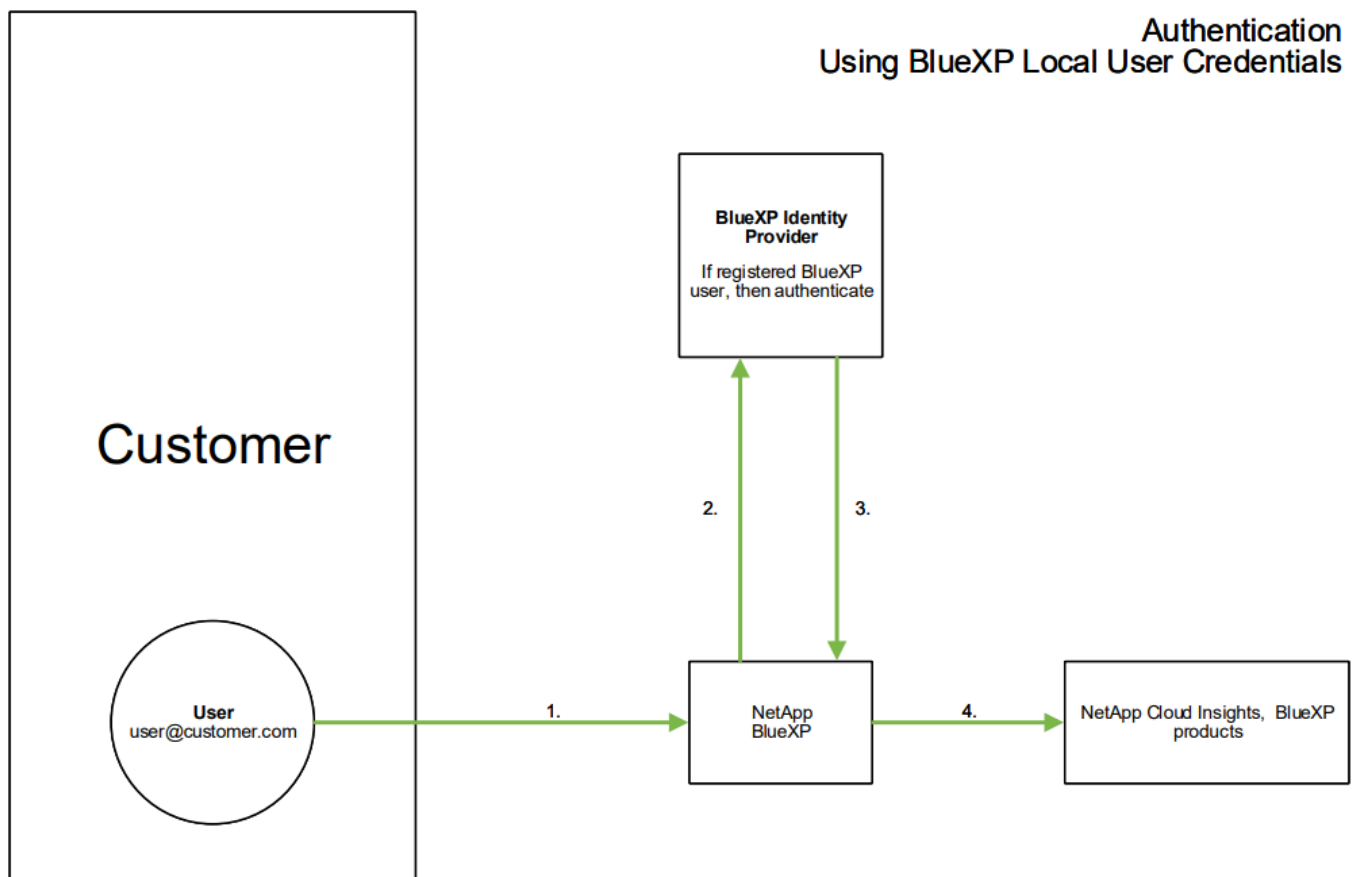 Authentication
Using BlueXP Local User Credentials
BlueXP Identity
Provider
If registered BlueXP
user, then authenticate
Customer
2.
3.
User
user@customer.com
1.
NetApp
BlueXP
4.
NetApp Cloud Insights, BlueXP
products